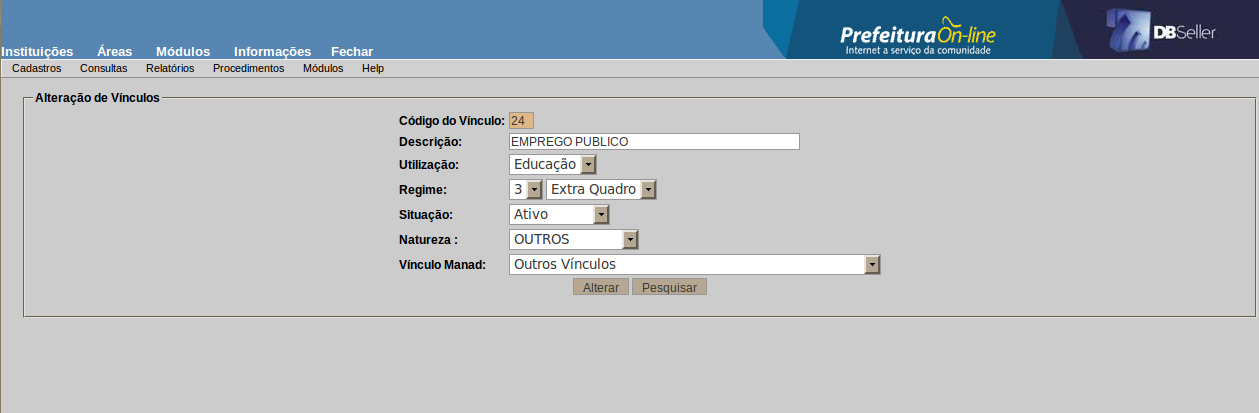 Prefeitura On-line
Internet a serviço da comunidade
DBSeller
Instituições Áreas Módulos Informações Fechar
Cadastros Consultas Relatórios Procedimentos Módulos Help
Alteração de Vínculos
Código do Vínculo: 24
Descrição: EMPREGO PUBLICO
Utilização: Educação
Regime: 3 Extra Quadro
Situação: Ativo
Natureza : OUTROS
Vínculo Manad: Outros Vínculos
Alterar Pesquisar